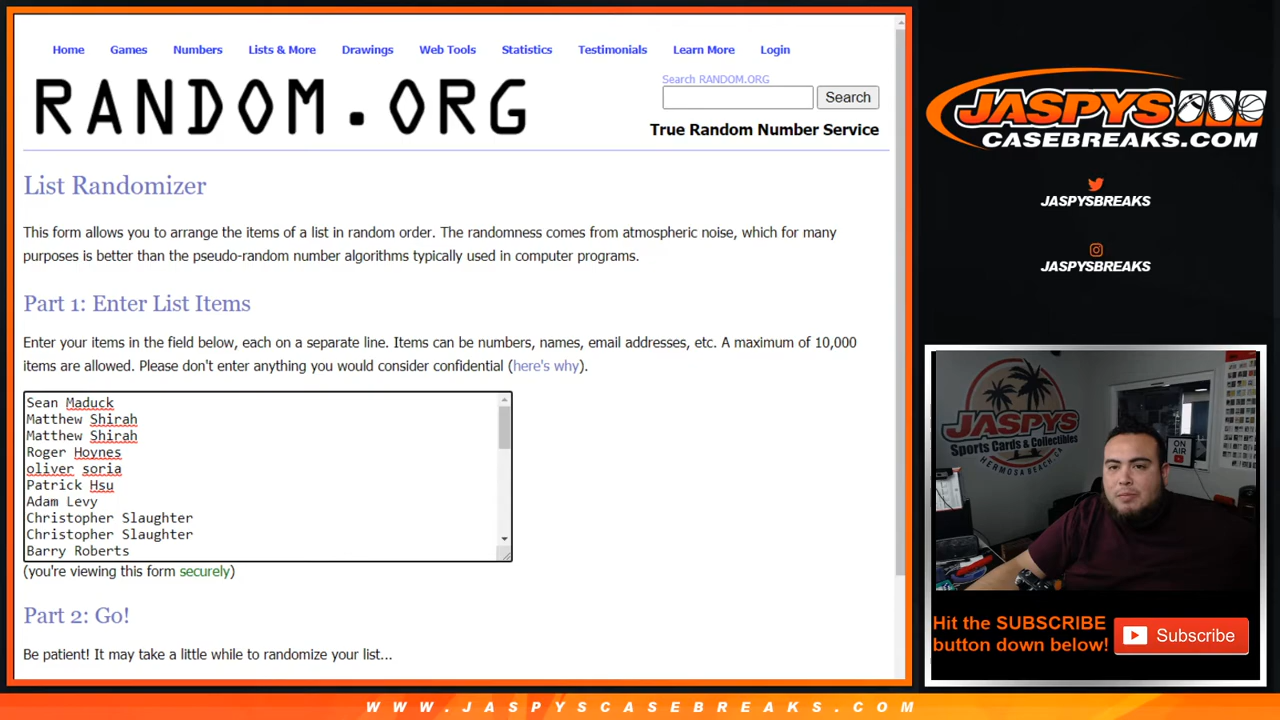 Home Games Numbers Lists & More Drawings Web Tools Statistics Testimonials Learn More Login
RANDOM.ORG
Search RANDOM.ORG
Search
True Random Number Service
List Randomizer
This form allows you to arrange the items of a list in random order. The randomness comes from atmospheric noise, which for many
purposes is better than the pseudo-random number algorithms typically used in computer programs.
Part 1: Enter List Items
Enter your items in the field below, each on a separate line. Items can be numbers, names, email addresses, etc. A maximum of 10,000
items are allowed. Please don't enter anything you would consider confidential (here's why).
Sean Maduck
Matthew Shirah
Matthew Shirah
Roger Hoynes
oliver soria
Patrick Hsu
Adam Levy
Christopher Slaughter
Christopher Slaughter
Barry Roberts
(you're viewing this form securely)
Part 2: Go!
Be patient! It may take a little while to randomize your list...
JASPYS
CASEBREAKS.COM
JASPYSBREAKS
JASPYSBREAKS
JASPYS
Sports Cards & Collectibles
HERMOSA BEACH, CA
ON
AIR
Hit the SUBSCRIBE
button down below!
Subscribe
WWW.JASPYSCASEBREAKS.COM